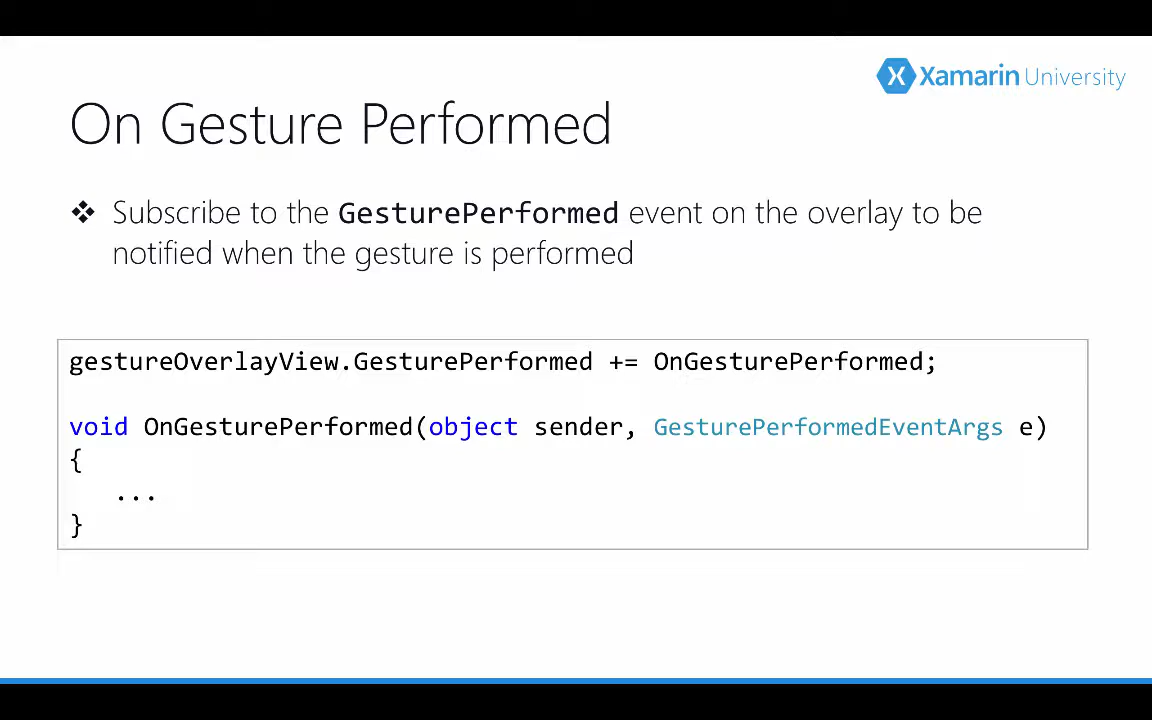 Xamarin University
On Gesture Performed
❖ Subscribe to the GesturePerformed event on the overlay to be
notified when the gesture is performed
gestureOverlayView.GesturePerformed += OnGesturePerformed;
void OnGesturePerformed(object sender, GesturePerformedEventArgs e)
{
...
}